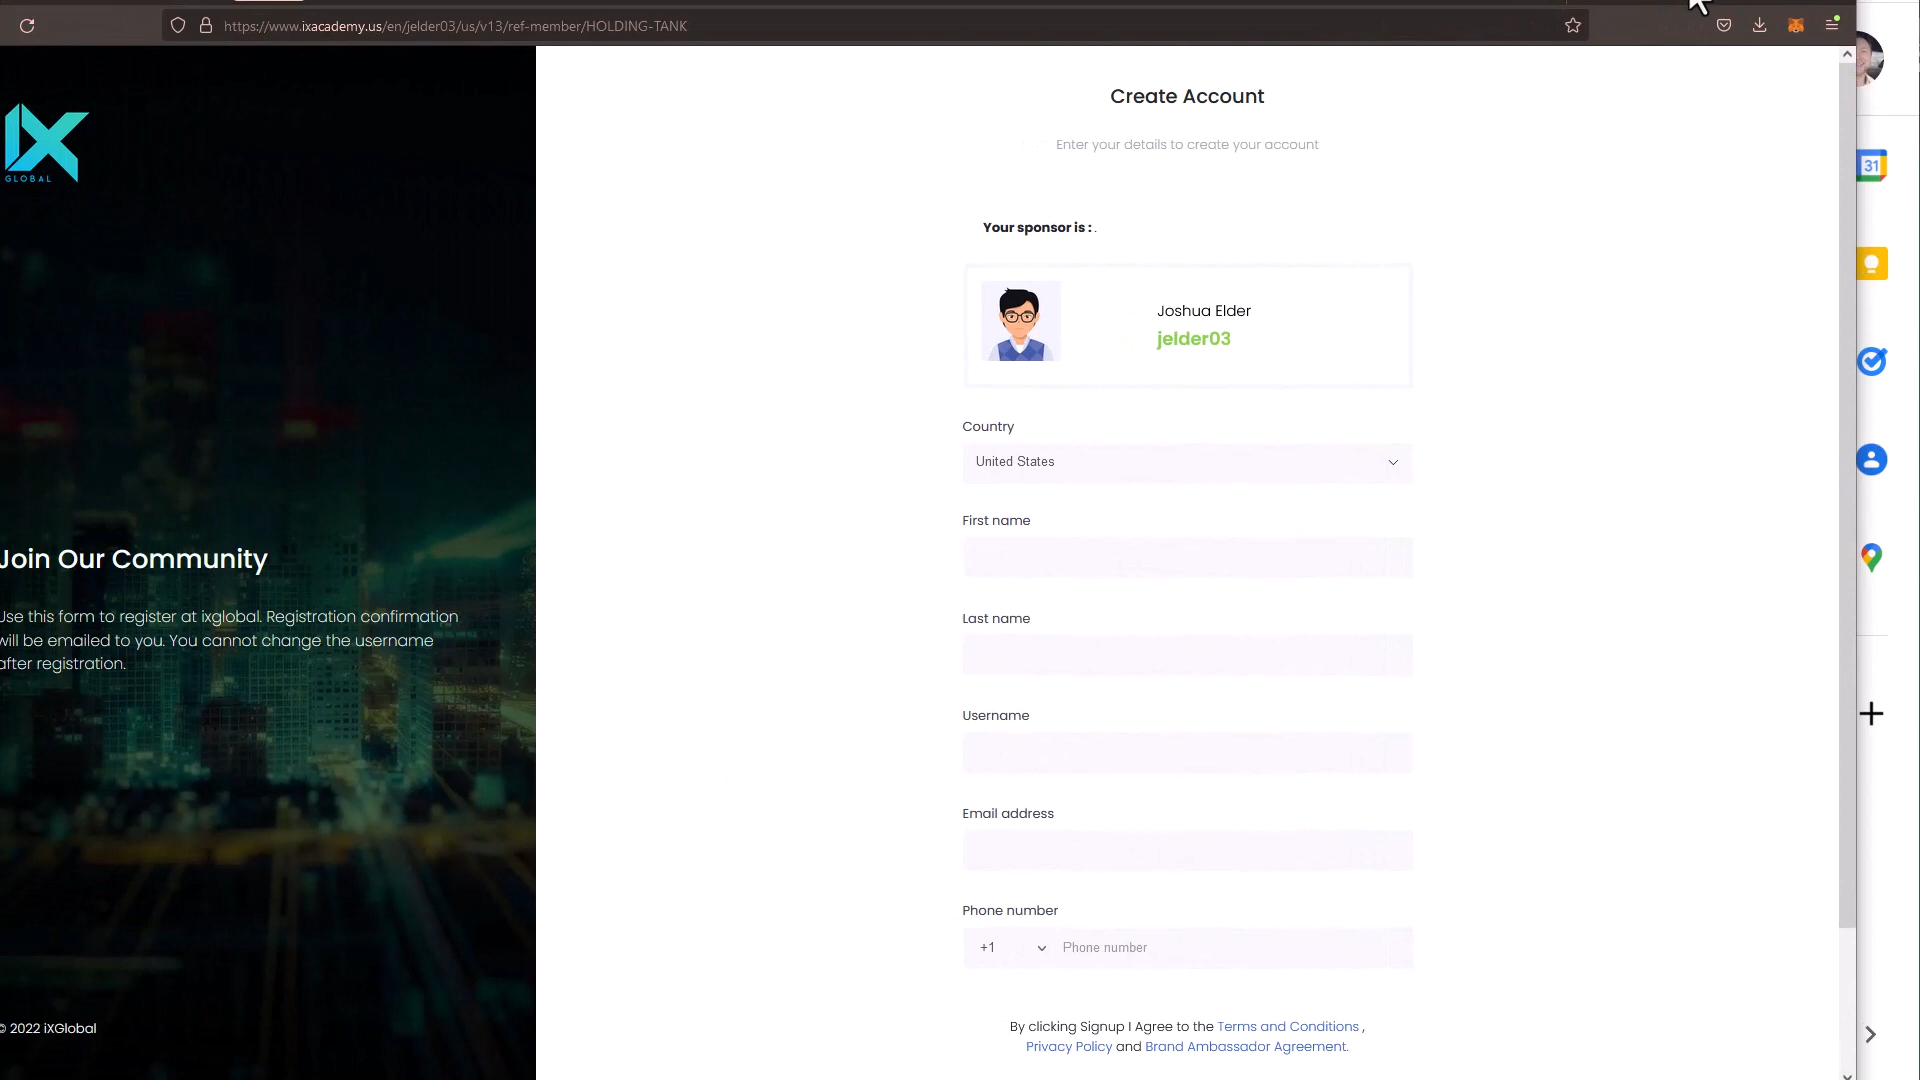 https://www.ixacademy.us/en/jelder03/us/v13/ref-member/HOLDING-TANK
GLOBAL
Join Our Community
Use this form to register at ixglobal. Registration confirmation
will be emailed to you. You cannot change the username
after registration.
© 2022 iXGlobal
Create Account
Enter your details to create your account
Your sponsor is : .
Joshua Elder
jelder03
Country
United States
First name
Last name
Username
Email address
Phone number
+1 Phone number
By clicking Signup I Agree to the Terms and Conditions ,
Privacy Policy and Brand Ambassador Agreement.
31